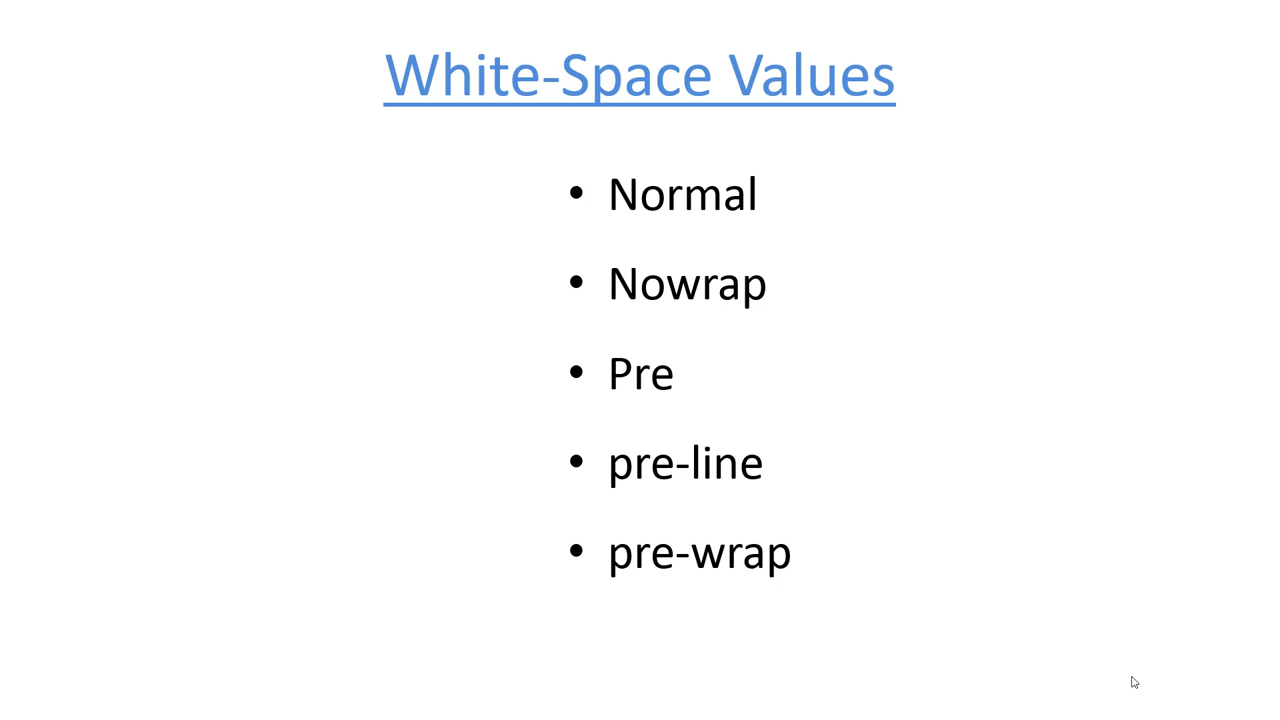 White-Space Values
• Normal
• Nowrap
• Pre
• pre-line
• pre-wrap